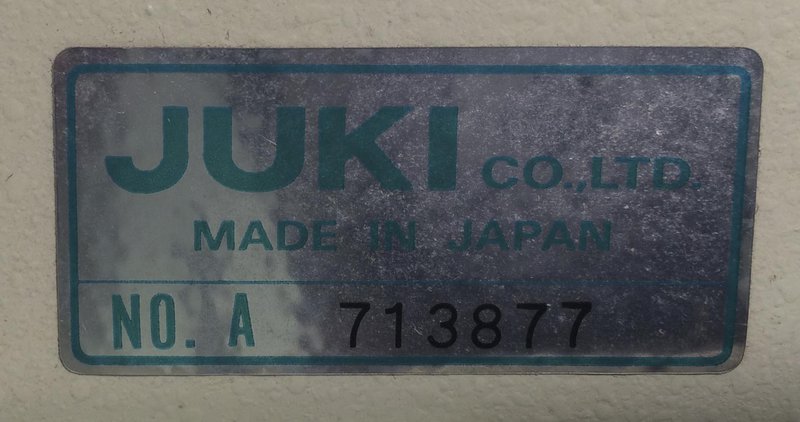 JUKI CO.,LTD.
MADE IN JAPAN
NO. A 713877